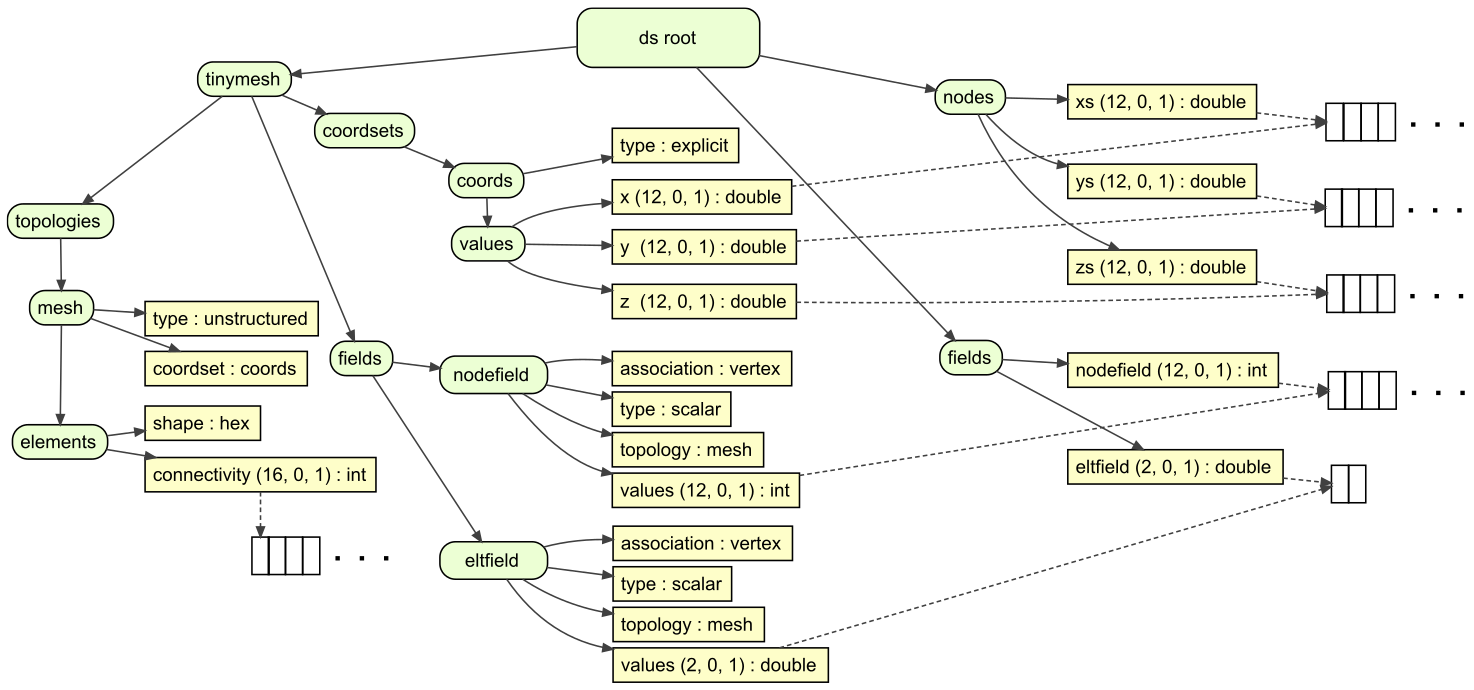 ds root
tinymesh
nodes
xs (12, 0, 1) : double
coordsets
type : explicit
coords
ys (12, 0, 1) : double
x (12, 0, 1) : double
topologies
values
y  (12, 0, 1) : double
zs (12, 0, 1) : double
z  (12, 0, 1) : double
mesh
type : unstructured
fields
fields
coordset : coords
nodefield
association : vertex
nodefield (12, 0, 1) : int
type : scalar
shape : hex
elements
topology : mesh
connectivity (16, 0, 1) : int
eltfield (2, 0, 1) : double
values (12, 0, 1) : int
association : vertex
eltfield
type : scalar
topology : mesh
values (2, 0, 1) : double